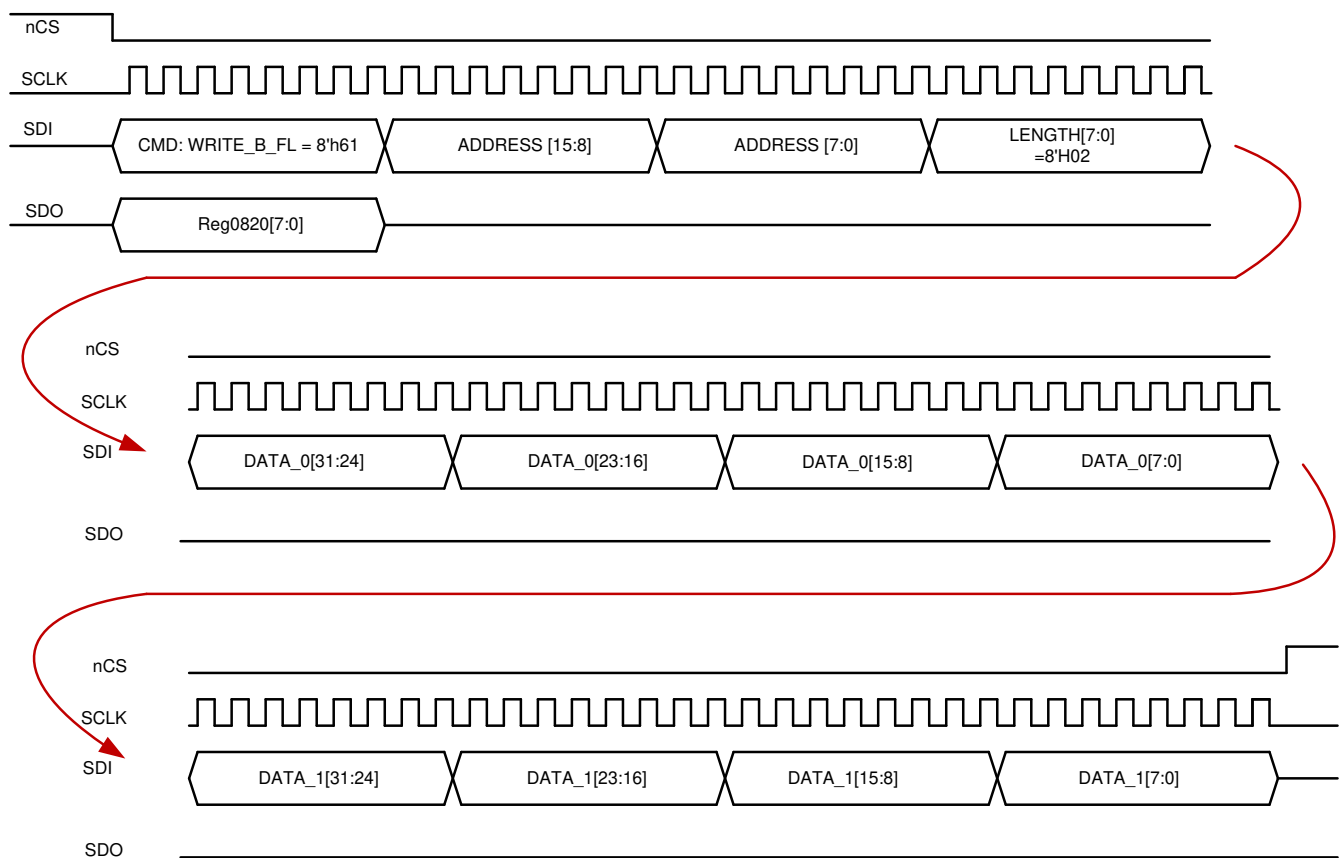 nCS
SCLK
SDI
CMD: WRITE_B_FL = 8'h61
ADDRESS [15:8]
ADDRESS [7:0]
LENGTH[7:0]
=8'H02
SDO
Reg0820[7:0]
nCS
SCLK
SDI
DATA_0[31:24]
DATA_0[23:16]
DATA_0[15:8]
DATA_0[7:0]
SDO
nCS
SCLK
SDI
DATA_1[31:24]
DATA_1[23:16]
DATA_1[15:8]
DATA_1[7:0]
SDO